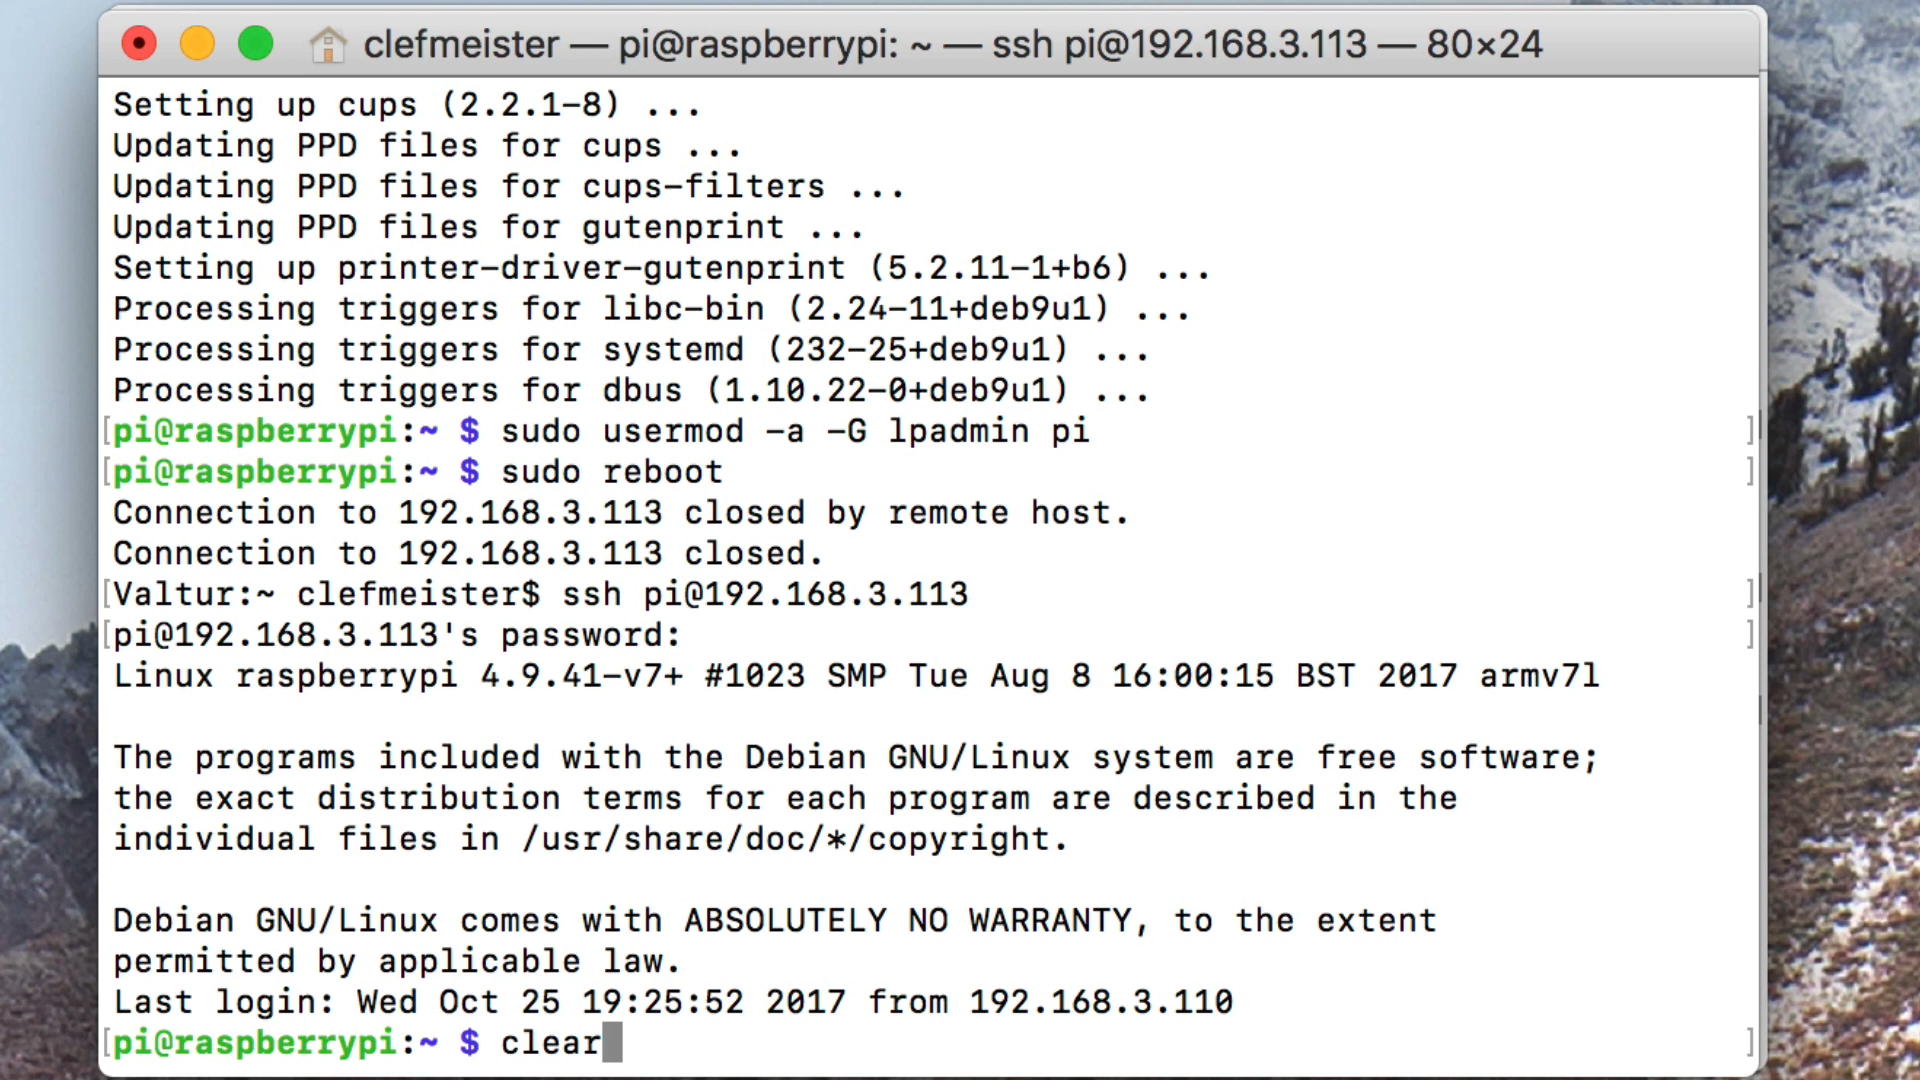 clefmeister — pi@raspberrypi: ~ — ssh pi@192.168.3.113 — 80×24
Setting up cups (2.2.1-8) ...
Updating PPD files for cups ...
Updating PPD files for cups-filters ...
Updating PPD files for gutenprint ...
Setting up printer-driver-gutenprint (5.2.11-1+b6) ...
Processing triggers for libc-bin (2.24-11+deb9u1) ...
Processing triggers for systemd (232-25+deb9u1) ...
Processing triggers for dbus (1.10.22-0+deb9u1) ...
[pi@raspberrypi:~ $ sudo usermod -a -G lpadmin pi ]
[pi@raspberrypi:~ $ sudo reboot ]
Connection to 192.168.3.113 closed by remote host.
Connection to 192.168.3.113 closed.
[Valtur:~ clefmeister$ ssh pi@192.168.3.113 ]
[pi@192.168.3.113's password: ]
Linux raspberrypi 4.9.41-v7+ #1023 SMP Tue Aug 8 16:00:15 BST 2017 armv7l
The programs included with the Debian GNU/Linux system are free software;
the exact distribution terms for each program are described in the
individual files in /usr/share/doc/*/copyright.
Debian GNU/Linux comes with ABSOLUTELY NO WARRANTY, to the extent
permitted by applicable law.
Last login: Wed Oct 25 19:25:52 2017 from 192.168.3.110
[pi@raspberrypi:~ $ clear ]